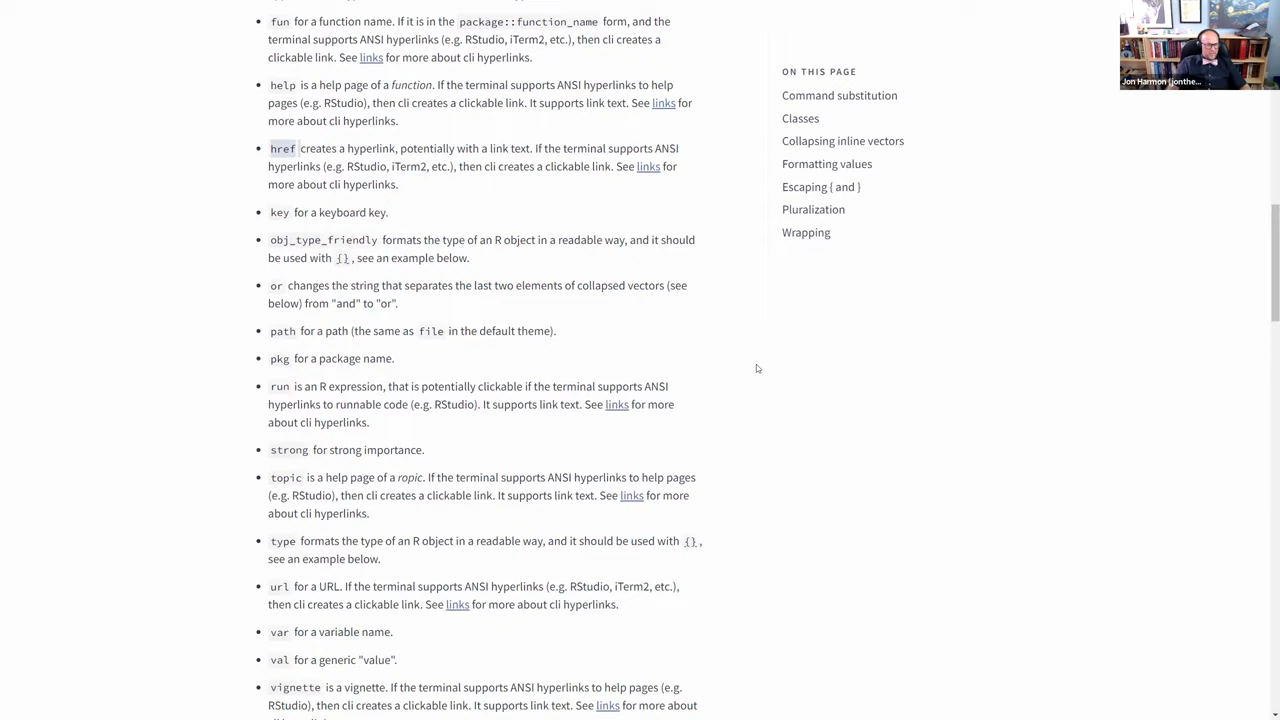 fun for a function name. If it is in the package::function_name form, and the
terminal supports ANSI hyperlinks (e.g. RStudio, iTerm2, etc.), then cli creates a
clickable link. See links for more about cli hyperlinks.
help is a help page of a function. If the terminal supports ANSI hyperlinks to help
pages (e.g. RStudio), then cli creates a clickable link. It supports link text. See links for
more about cli hyperlinks.
href creates a hyperlink, potentially with a link text. If the terminal supports ANSI
hyperlinks (e.g. RStudio, iTerm2, etc.), then cli creates a clickable link. See links for
more about cli hyperlinks.
key for a keyboard key.
obj_type_friendly formats the type of an R object in a readable way, and it should
be used with {}, see an example below.
or changes the string that separates the last two elements of collapsed vectors (see
below) from "and" to "or".
path for a path (the same as file in the default theme).
pkg for a package name.
run is an R expression, that is potentially clickable if the terminal supports ANSI
hyperlinks to runnable code (e.g. RStudio). It supports link text. See links for more
about cli hyperlinks.
strong for strong importance.
topic is a help page of a ropic. If the terminal supports ANSI hyperlinks to help pages
(e.g. RStudio), then cli creates a clickable link. It supports link text. See links for more
about cli hyperlinks.
type formats the type of an R object in a readable way, and it should be used with {},
see an example below.
url for a URL. If the terminal supports ANSI hyperlinks (e.g. RStudio, iTerm2, etc.),
then cli creates a clickable link. See links for more about cli hyperlinks.
var for a variable name.
val for a generic "value".
vignette is a vignette. If the terminal supports ANSI hyperlinks to help pages (e.g.
RStudio), then cli creates a clickable link. It supports link text. See links for more about
ON THIS PAGE
Command substitution
Classes
Collapsing inline vectors
Formatting values
Escaping { and }
Pluralization
Wrapping
Jon Harmon (jonthe...